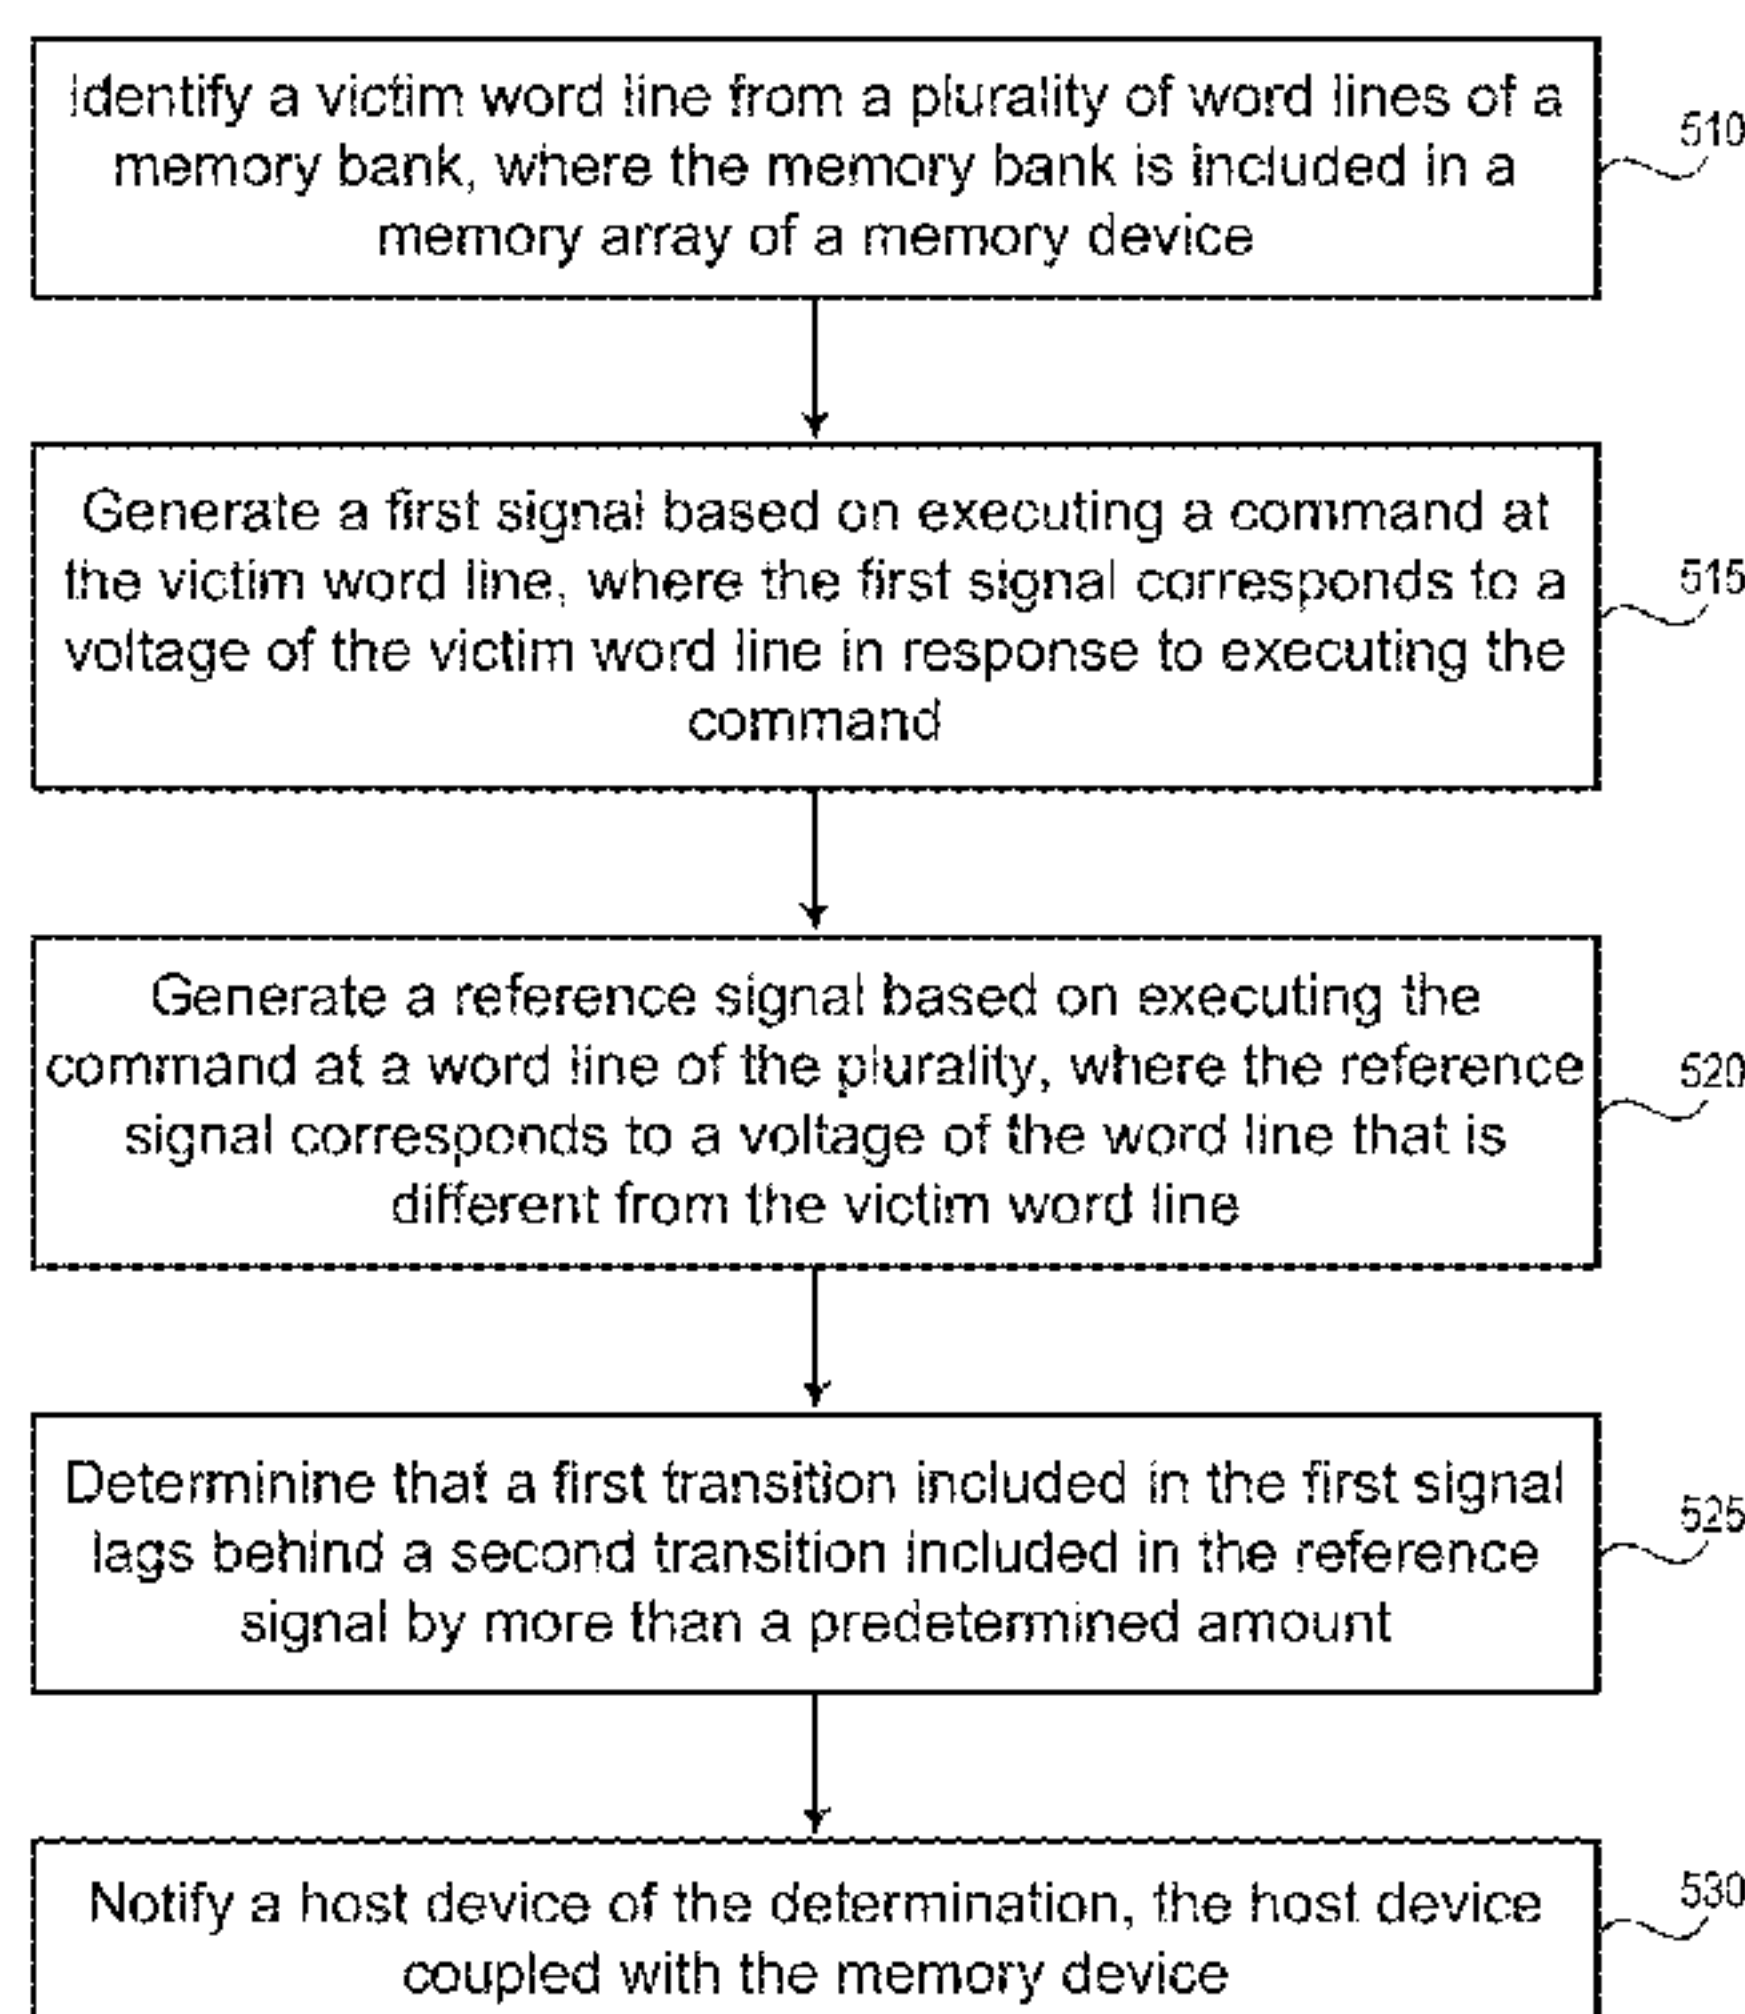 Identify a victim word line from a plurality of word lines of a
memory bank, where the memory bank is included in a
memory array of a memory device
510
Generate a first signal based on executing a command at
the victim word line, where the first signal corresponds to a
voltage of the victim word line in response to executing the
command
515
Generate a reference signal based on executing the
command at a word line of the plurality, where the reference
signal corresponds to a voltage of the word line that is
different from the victim word line
520
Determinine that a first transition included in the first signal
lags behind a second transition included in the reference
signal by more than a predetermined amount
525
Notify a host device of the determination, the host device
coupled with the memory device
530